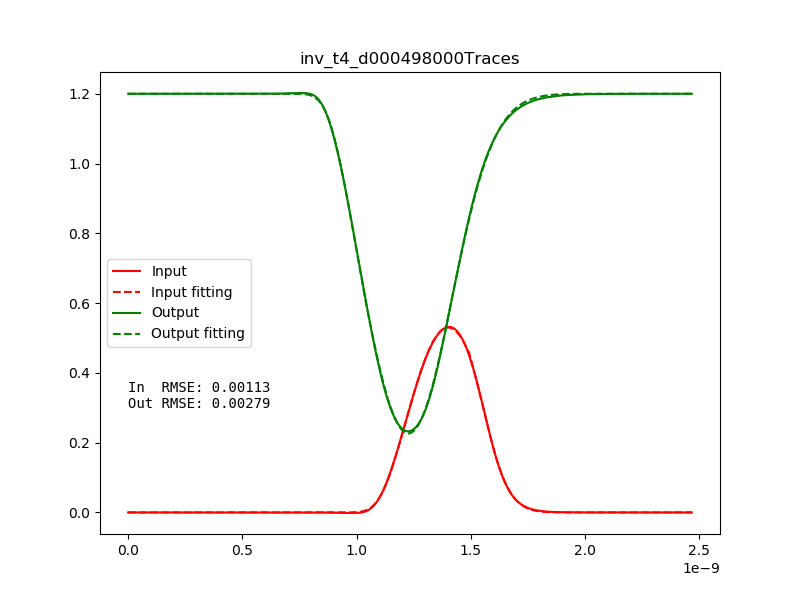 inv_t4_d000498000Traces
1.2
1.0
0.8
0.6
0.4
0.2
0.0
Input
Input fitting
Output
Output fitting
In  RMSE: 0.00113
Out RMSE: 0.00279
0.0 0.5 1.0 1.5 2.0 2.5
1e−9